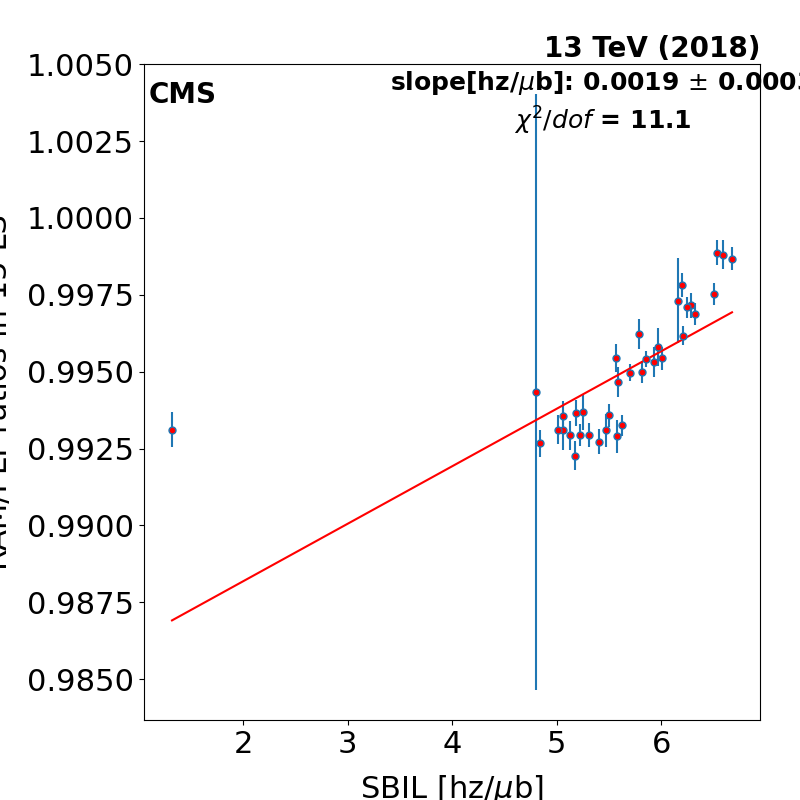 13 TeV (2018)
CMS
slope[hz/μb]: 0.0019 ± 0.0003
χ²/dof = 11.1
1.0050
1.0025
1.0000
0.9975
0.9950
0.9925
0.9900
0.9875
0.9850
2 3 4 5 6
SBIL [hz/μb]